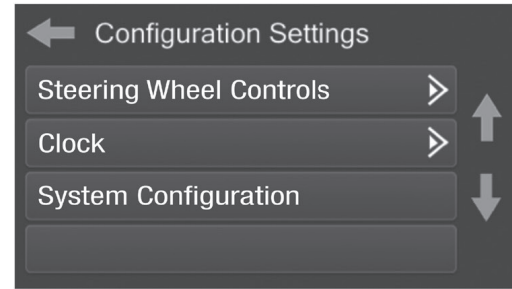 Configuration Settings
Steering Wheel Controls
Clock
System Configuration